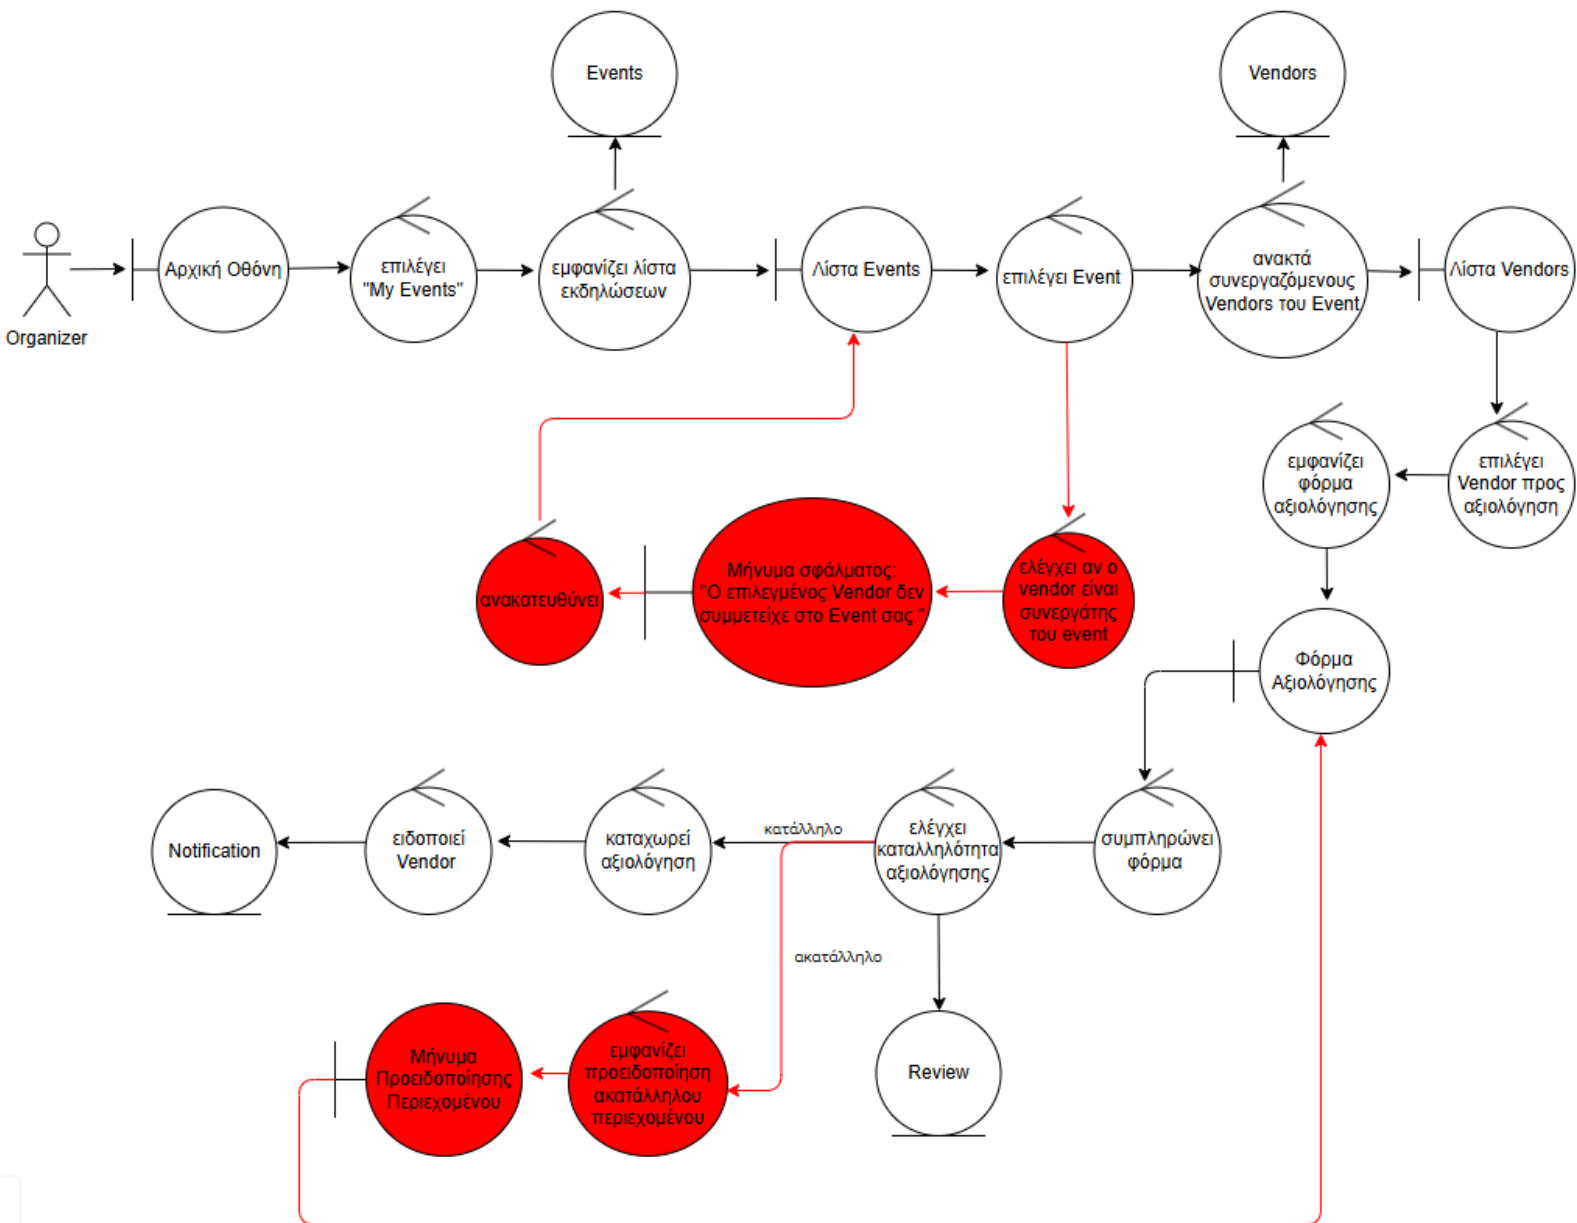 Events
Vendors
Organizer
Αρχική Οθόνη
επιλέγει
"My Events"
εμφανίζει λίστα
εκδηλώσεων
Λίστα Events
επιλέγει Event
ανακτά
συνεργαζόμενους
Vendors του Event
Λίστα Vendors
εμφανίζει
φόρμα
αξιολόγησης
επιλέγει
Vendor προς
αξιολόγηση
ανακατευθύνει
Μήνυμα σφάλματος:
"Ο επιλεγμένος Vendor δεν
συμμετείχε στο Event σας."
ελέγχει αν ο
vendor είναι
συνεργάτης
του event
Φόρμα
Αξιολόγησης
Notification
ειδοποιεί
Vendor
καταχωρεί
αξιολόγηση
κατάλληλο
ελέγχει
καταλληλότητα
αξιολόγησης
συμπληρώνει
φόρμα
ακατάλληλο
Μήνυμα
Προειδοποίησης
Περιεχομένου
εμφανίζει
προειδοποίηση
ακατάλληλου
περιεχομένου
Review